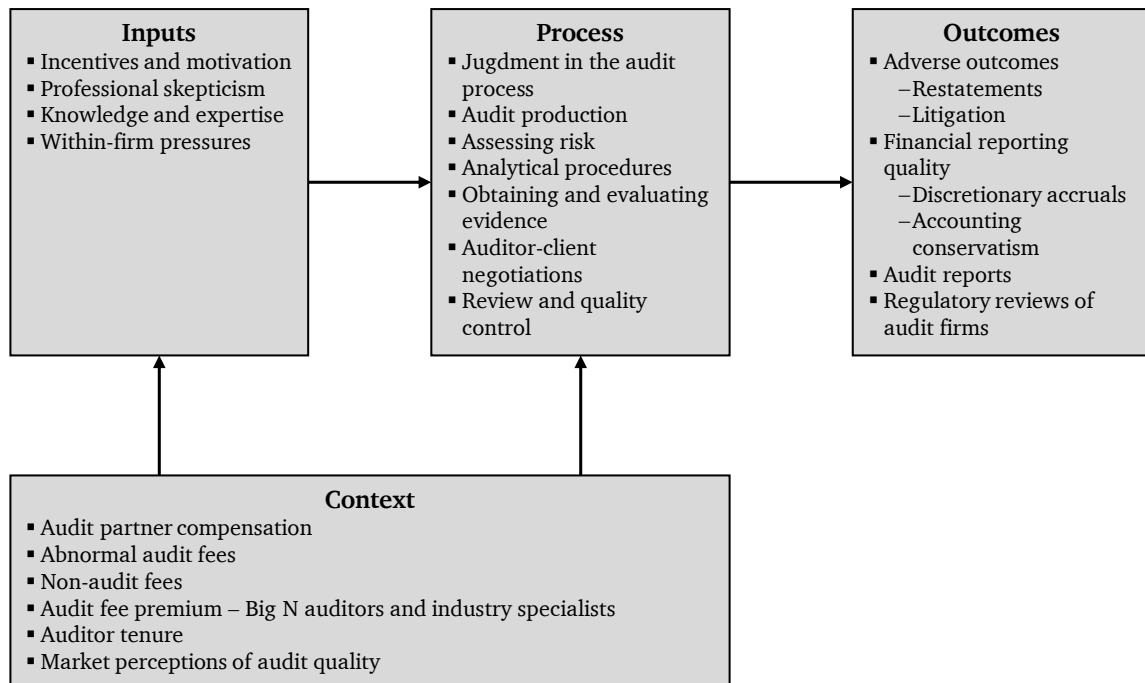 Inputs
▪ Incentives and motivation
▪ Professional skepticism
▪ Knowledge and expertise
▪ Within-firm pressures
Process
▪ Jugdment in the audit
process
▪ Audit production
▪ Assessing risk
▪ Analytical procedures
▪ Obtaining and evaluating
evidence
▪ Auditor-client
negotiations
▪ Review and quality
control
Outcomes
▪ Adverse outcomes
–Restatements
–Litigation
▪ Financial reporting
quality
–Discretionary accruals
–Accounting
conservatism
▪ Audit reports
▪ Regulatory reviews of
audit firms
Context
▪ Audit partner compensation
▪ Abnormal audit fees
▪ Non-audit fees
▪ Audit fee premium – Big N auditors and industry specialists
▪ Auditor tenure
▪ Market perceptions of audit quality